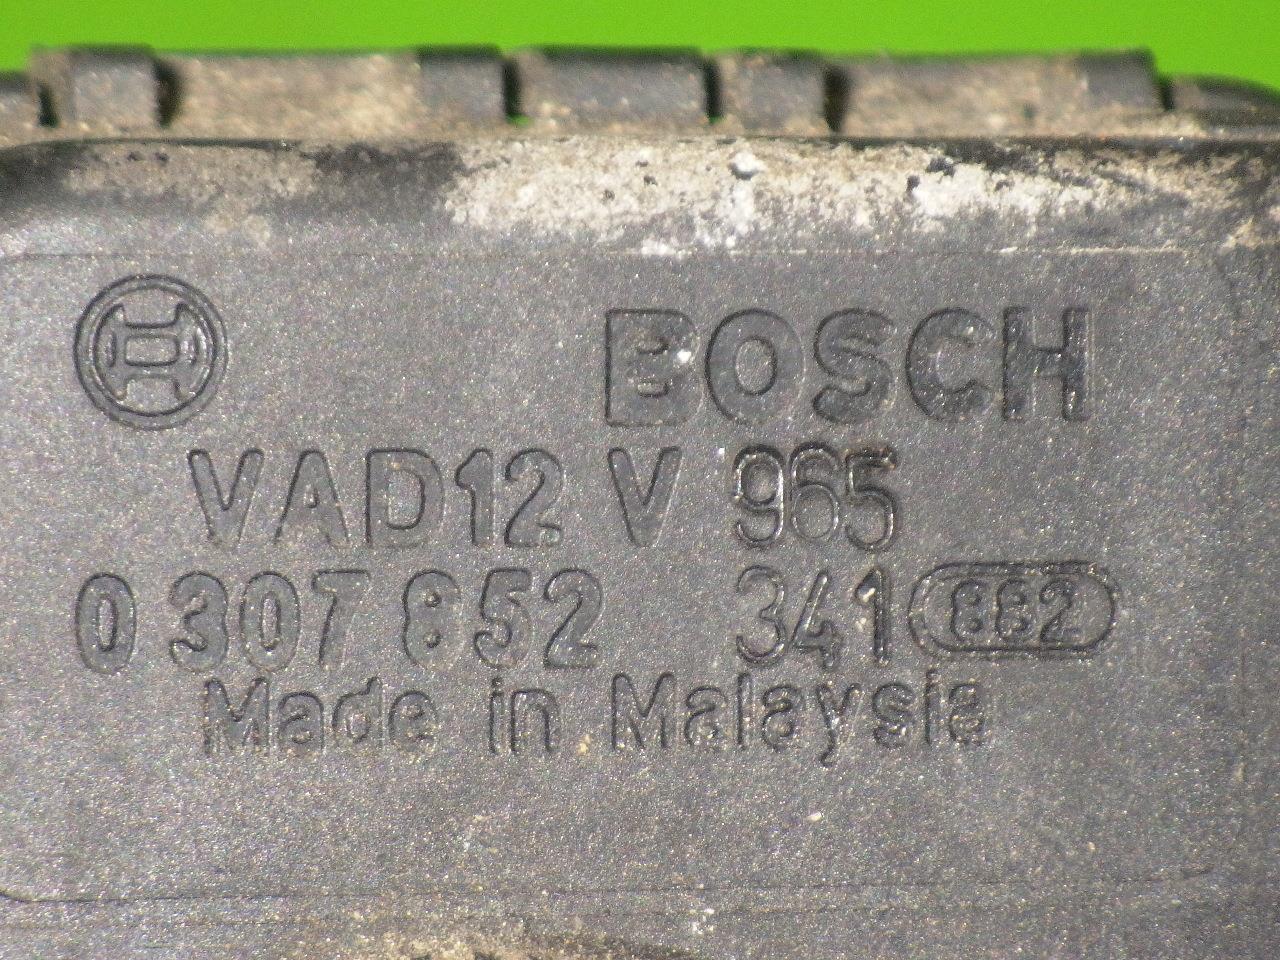 BOSCH
VAD12 V 965
0 307 852 341 882
Made in Malaysia